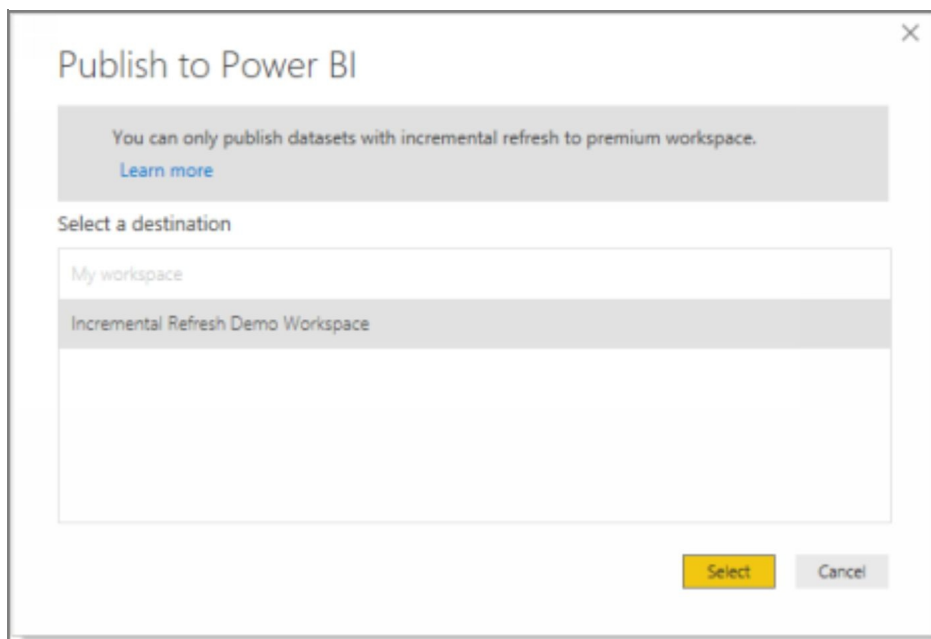 Publish to Power BI
You can only publish datasets with incremental refresh to premium workspace.
Learn more
Select a destination
My workspace
Incremental Refresh Demo Workspace
Select
Cancel